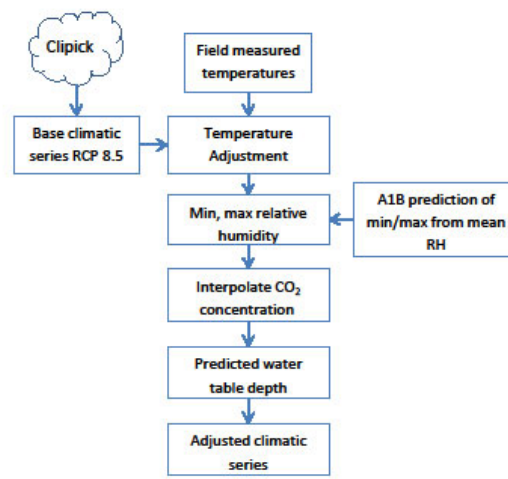 Clipick
Field measured
temperatures
Base climatic
series RCP 8.5
Temperature
Adjustment
Min, max relative
humidity
A1B prediction of
min/max from mean
RH
Interpolate CO₂
concentration
Predicted water
table depth
Adjusted climatic
series